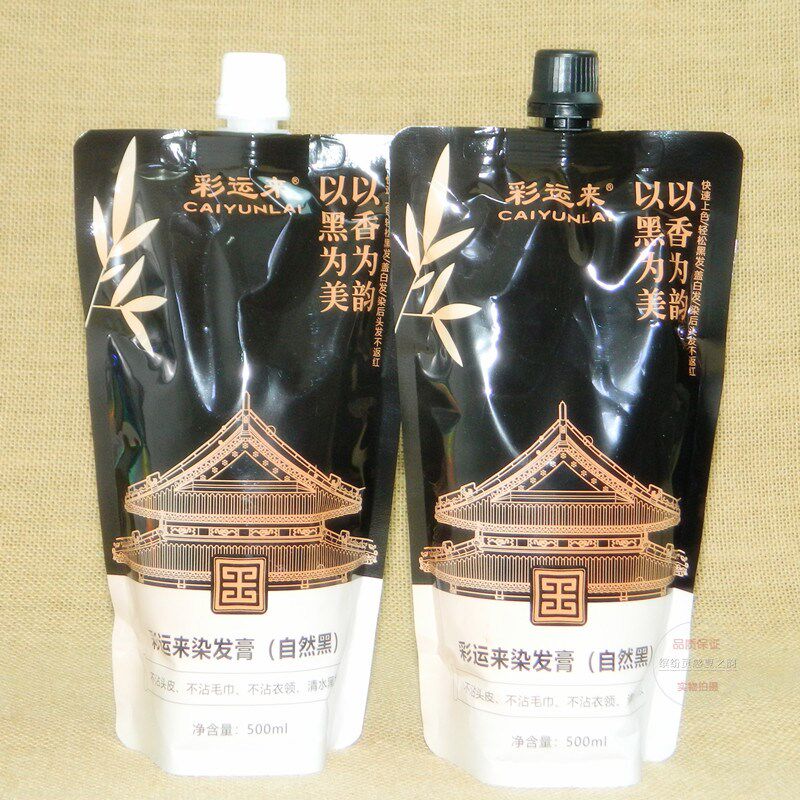 彩运来®
CAIYUNLAI
以香为韵
以黑为美
彩运来染发膏（自然黑）
不沾头皮、不沾毛巾、不沾衣领、清水
净含量：500ml
彩运来®
CAIYUNLAI
以香为韵
以黑为美
快速上色/轻松黑发/盖白发/染后头发不返红
彩运来染发膏（自然黑）
不沾头皮、不沾毛巾、不沾衣领、
净含量：500ml
品质保证
实物拍摄